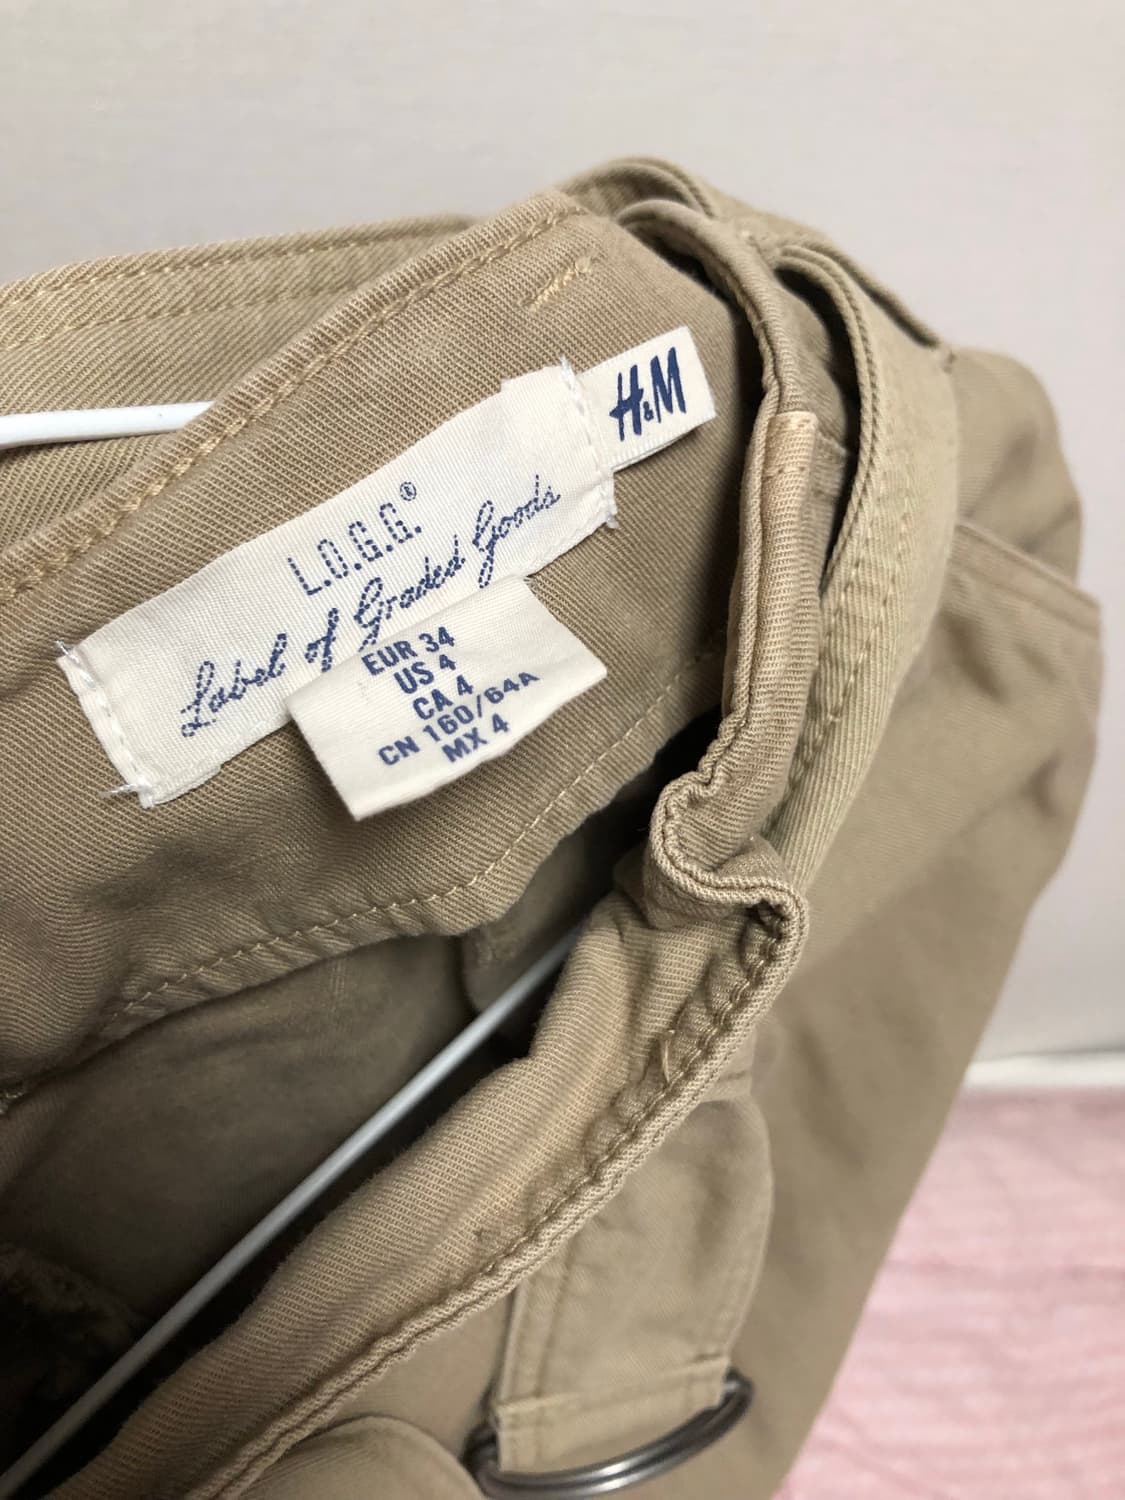 H&M
L.O.G.G.®
Label of Graded Goods
EUR 34
US 4
CA 4
CN 160/64A
MX 4